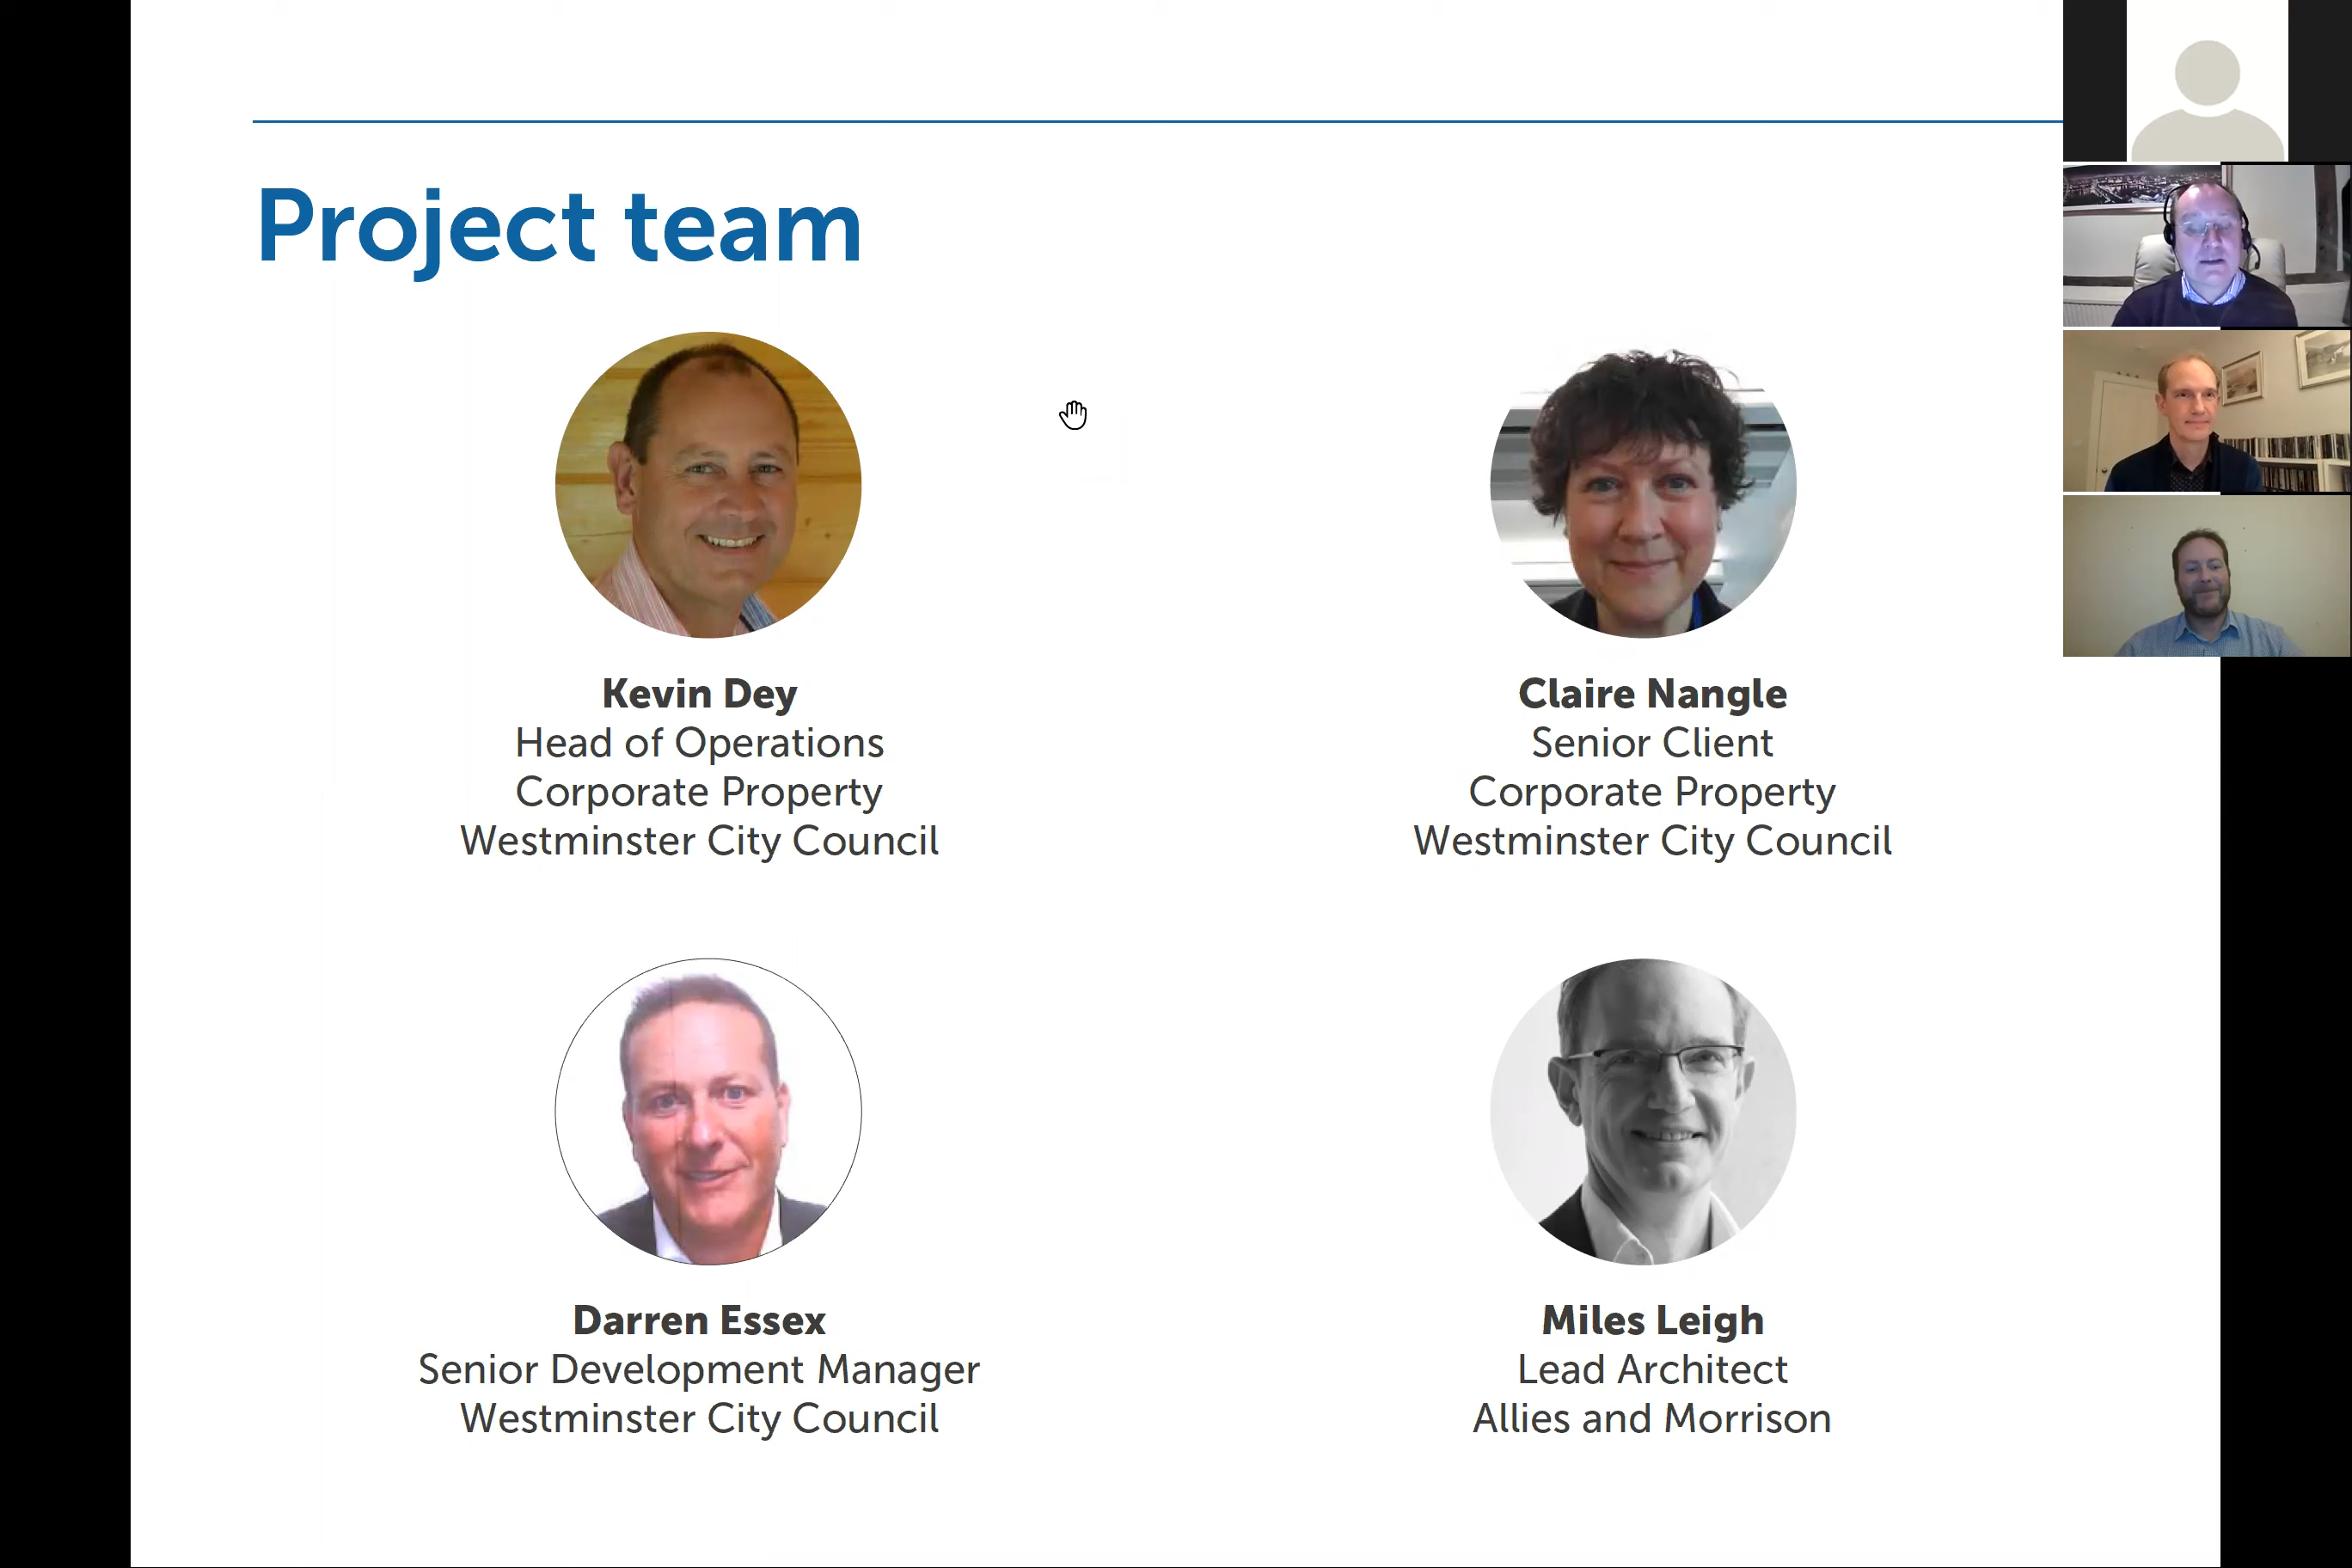 Project team
Kevin Dey
Head of Operations
Corporate Property
Westminster City Council
Claire Nangle
Senior Client
Corporate Property
Westminster City Council
Darren Essex
Senior Development Manager
Westminster City Council
Miles Leigh
Lead Architect
Allies and Morrison